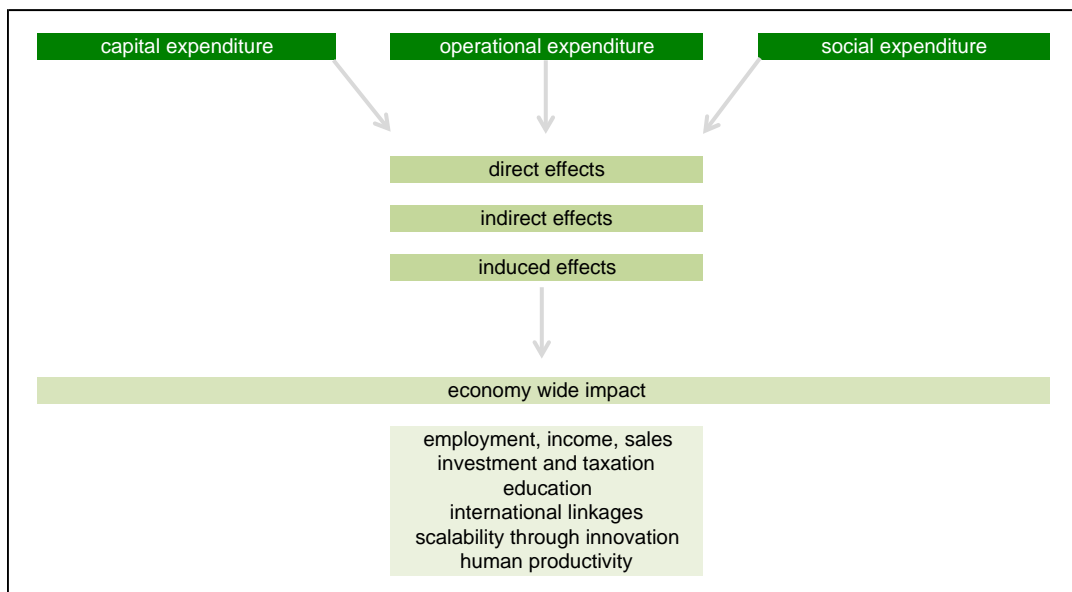 capital expenditure
operational expenditure
social expenditure
direct effects
indirect effects
induced effects
economy wide impact
employment, income, sales
investment and taxation
education
international linkages
scalability through innovation
human productivity